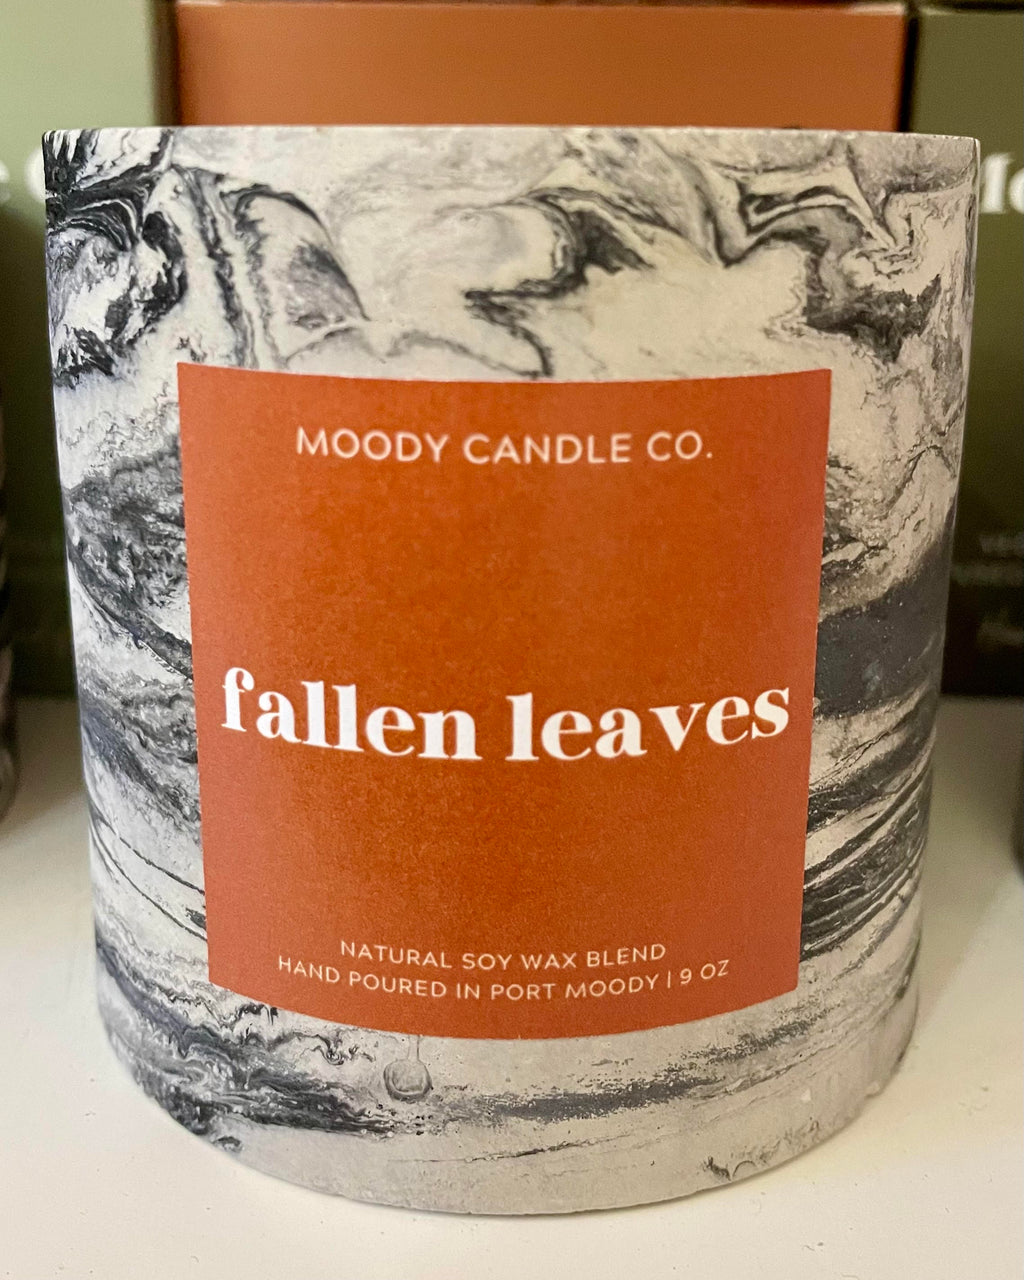 MOODY CANDLE CO.
fallen leaves
NATURAL SOY WAX BLEND
HAND POURED IN PORT MOODY | 9 OZ